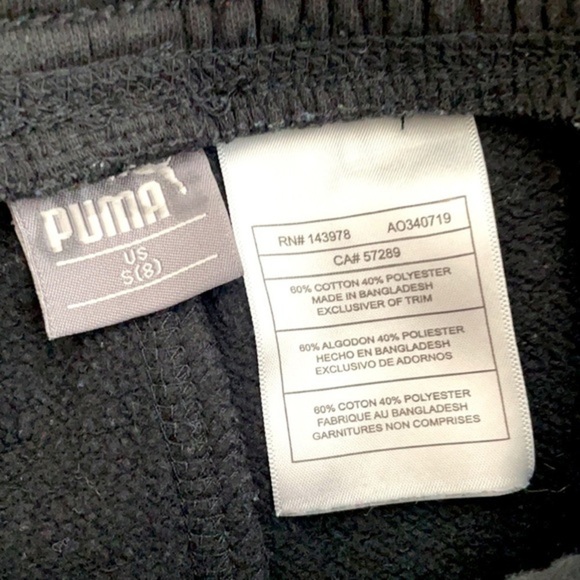 PUMA
US
S(8)
RN# 143978 AO340719
CA# 57289
60% COTTON 40% POLYESTER
MADE IN BANGLADESH
EXCLUSIVER OF TRIM
60% ALGODON 40% POLIESTER
HECHO EN BANGLADESH
EXCLUSIVO DE ADORNOS
60% COTON 40% POLYESTER
FABRIQUE AU BANGLADESH
GARNITURES NON COMPRISES